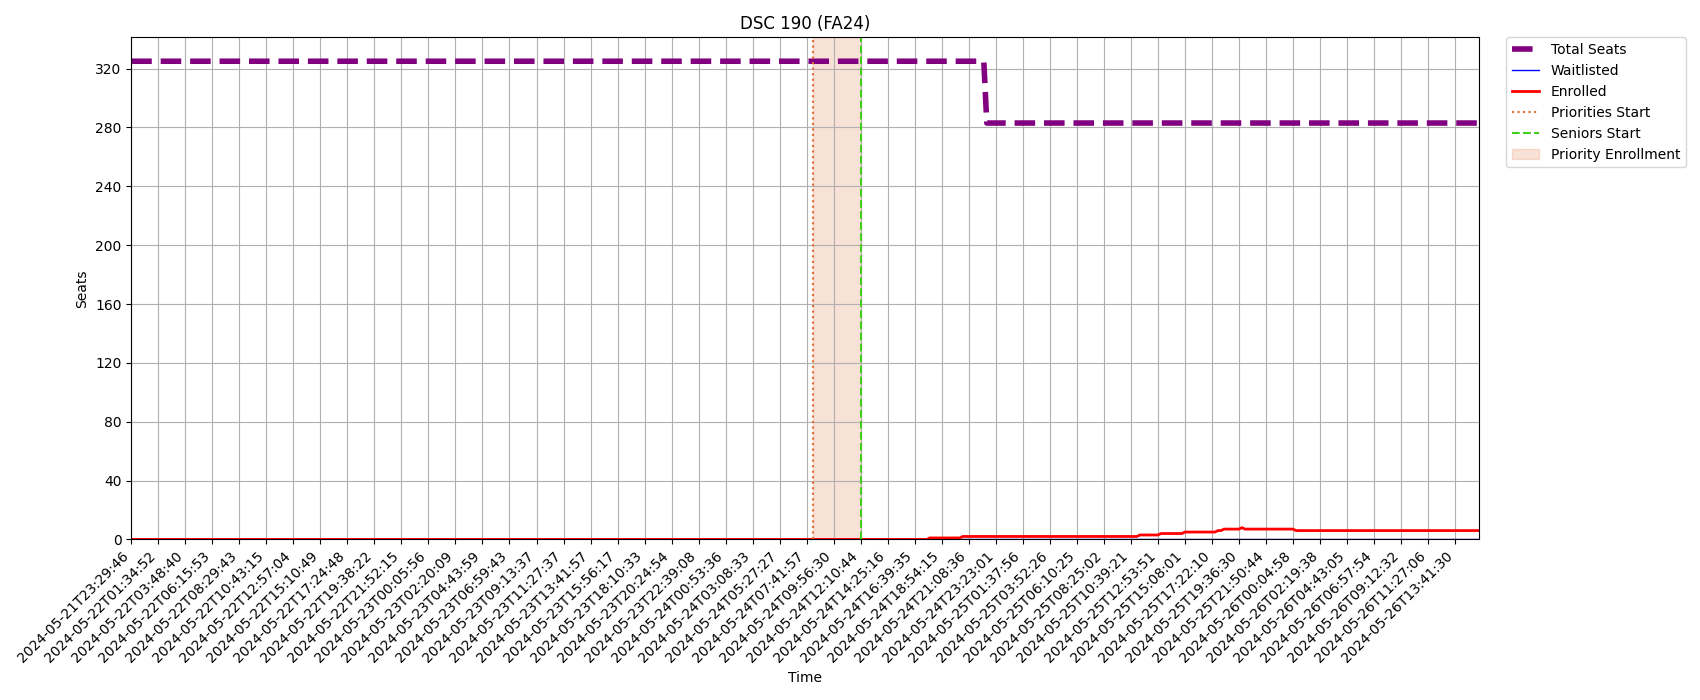 DSC 190 (FA24)
Total Seats
Waitlisted
Enrolled
Priorities Start
Seniors Start
Priority Enrollment
Seats
320
280
240
200
160
120
80
40
0
2024-05-21T23:29:46
2024-05-22T01:34:52
2024-05-22T03:48:40
2024-05-22T06:15:53
2024-05-22T08:29:43
2024-05-22T10:43:15
2024-05-22T12:57:04
2024-05-22T15:10:49
2024-05-22T17:24:48
2024-05-22T19:38:22
2024-05-22T21:52:15
2024-05-23T00:05:56
2024-05-23T02:20:09
2024-05-23T04:43:59
2024-05-23T06:59:43
2024-05-23T09:13:37
2024-05-23T11:27:37
2024-05-23T13:41:57
2024-05-23T15:56:17
2024-05-23T18:10:33
2024-05-23T20:24:54
2024-05-23T22:39:08
2024-05-24T00:53:36
2024-05-24T03:08:33
2024-05-24T05:27:27
2024-05-24T07:41:57
2024-05-24T09:56:30
2024-05-24T12:10:44
2024-05-24T14:25:16
2024-05-24T16:39:35
2024-05-24T18:54:15
2024-05-24T21:08:36
2024-05-24T23:23:01
2024-05-25T01:37:56
2024-05-25T03:52:26
2024-05-25T06:10:25
2024-05-25T08:25:02
2024-05-25T10:39:21
2024-05-25T12:53:51
2024-05-25T15:08:01
2024-05-25T17:22:10
2024-05-25T19:36:30
2024-05-25T21:50:44
2024-05-26T00:04:58
2024-05-26T02:19:38
2024-05-26T04:43:05
2024-05-26T06:57:54
2024-05-26T09:12:32
2024-05-26T11:27:06
2024-05-26T13:41:30
Time